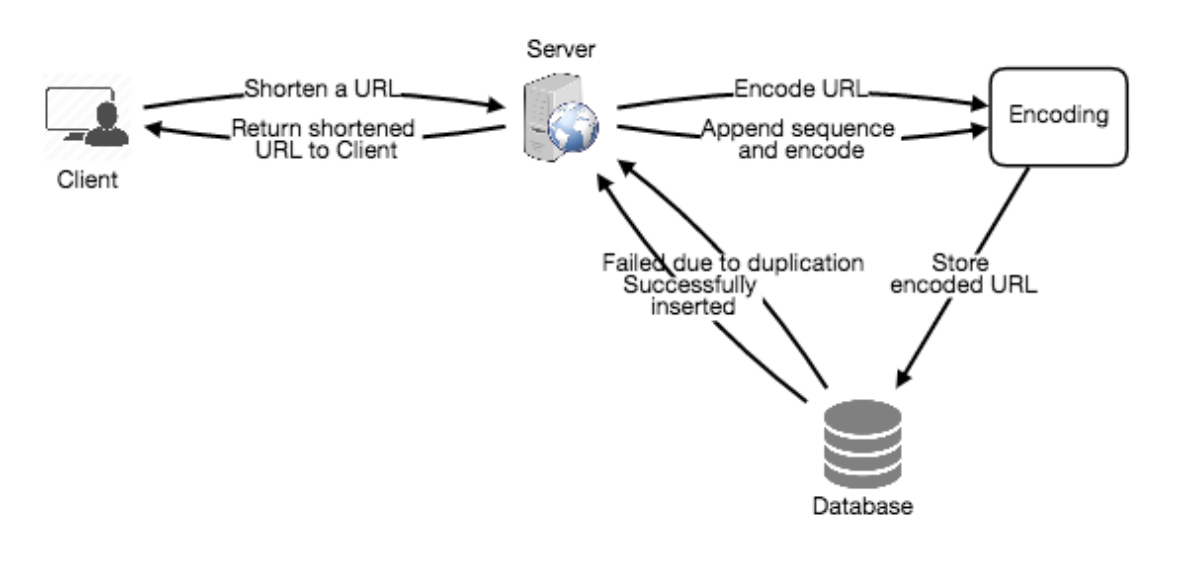 Server
Shorten a URL
Encode URL
Encoding
Return shortened
URL to Client
Append sequence
and encode
Client
Failed due to duplication
Successfully
inserted
Store
encoded URL
Database